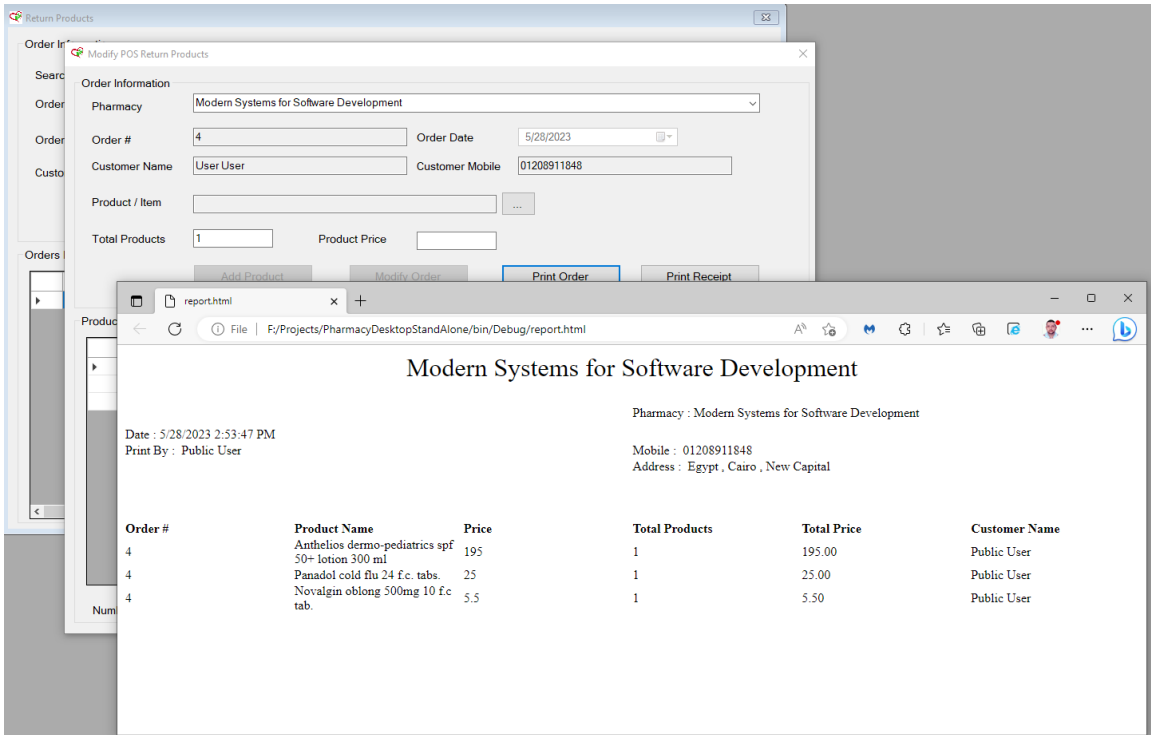 Return Products
Order In
Modify POS Return Products
Searc
Order Information
Order
Pharmacy
Modern Systems for Software Development
Order
Order #
4
Order Date
5/28/2023
Custo
Customer Name
User User
Customer Mobile
01208911848
Product / Item
...
Total Products
1
Product Price
Orders
Add Product
Modify Order
Print Order
Print Receipt
report.html
Produc
File
F:/Projects/PharmacyDesktopStandAlone/bin/Debug/report.html
Modern Systems for Software Development
Pharmacy : Modern Systems for Software Development
Date : 5/28/2023 2:53:47 PM
Print By : Public User
Mobile : 01208911848
Address : Egypt , Cairo , New Capital
Order # Product Name Price Total Products Total Price Customer Name
4 Anthelios dermo-pediatrics spf 50+ lotion 300 ml 195 1 195.00 Public User
4 Panadol cold flu 24 f.c. tabs. 25 1 25.00 Public User
4 Novalgin oblong 500mg 10 f.c tab. 5.5 1 5.50 Public User
Num